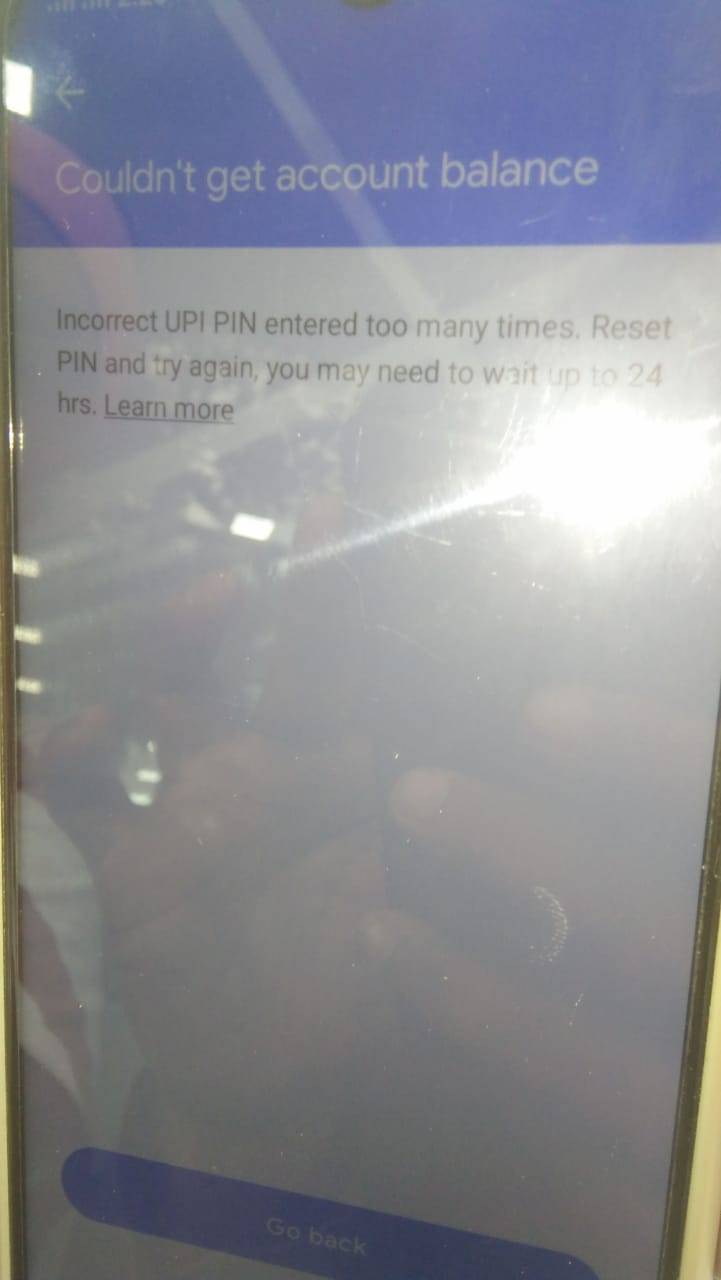 Couldn't get account balance
Incorrect UPI PIN entered too many times. Reset
PIN and try again, you may need to wait up to 24
hrs. Learn more
Go back